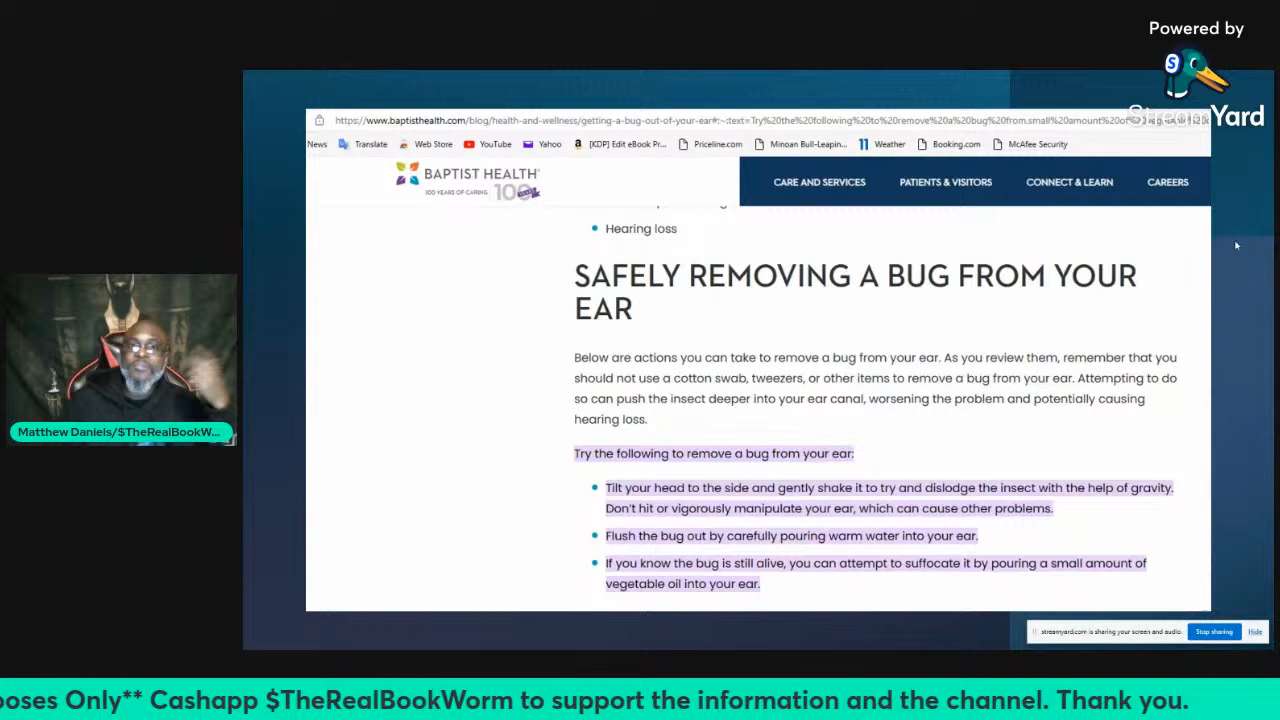 Powered by
StreamYard
https://www.baptisthealth.com/blog/health-and-wellness/getting-a-bug-out-of-your-ear#:~:text=Try%20the%20following%20to%20remove%20a%20bug%20from,small%20amount%20of
News Translate Web Store YouTube Yahoo [KDP] Edit eBook Pr... Priceline.com Minoan Bull-Leapin... Weather Booking.com McAfee Security
BAPTIST HEALTH
100 YEARS OF CARING 100
CARE AND SERVICES PATIENTS & VISITORS CONNECT & LEARN CAREERS
Hearing loss
SAFELY REMOVING A BUG FROM YOUR
EAR
Below are actions you can take to remove a bug from your ear. As you review them, remember that you
should not use a cotton swab, tweezers, or other items to remove a bug from your ear. Attempting to do
so can push the insect deeper into your ear canal, worsening the problem and potentially causing
hearing loss.
Try the following to remove a bug from your ear:
Tilt your head to the side and gently shake it to try and dislodge the insect with the help of gravity.
Don't hit or vigorously manipulate your ear, which can cause other problems.
Flush the bug out by carefully pouring warm water into your ear.
If you know the bug is still alive, you can attempt to suffocate it by pouring a small amount of
vegetable oil into your ear.
Matthew Daniels/$TheRealBookW...
streamyard.com is sharing your screen and audio. Stop sharing Hide
poses Only** Cashapp $TheRealBookWorm to support the information and the channel. Thank you.